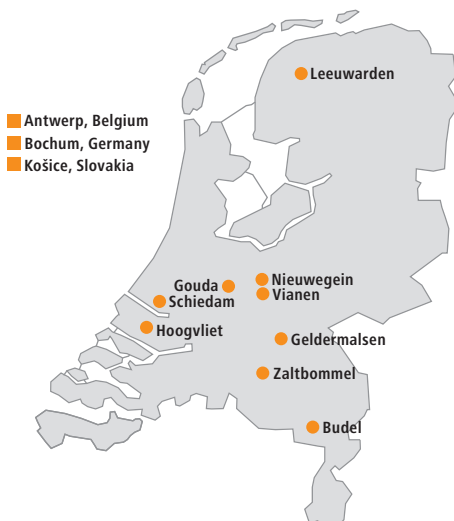 Leeuwarden
Antwerp, Belgium
Bochum, Germany
Košice, Slovakia
Nieuwegein
Gouda
Vianen
Schiedam
Hoogvliet
Geldermalsen
Zaltbommel
Budel